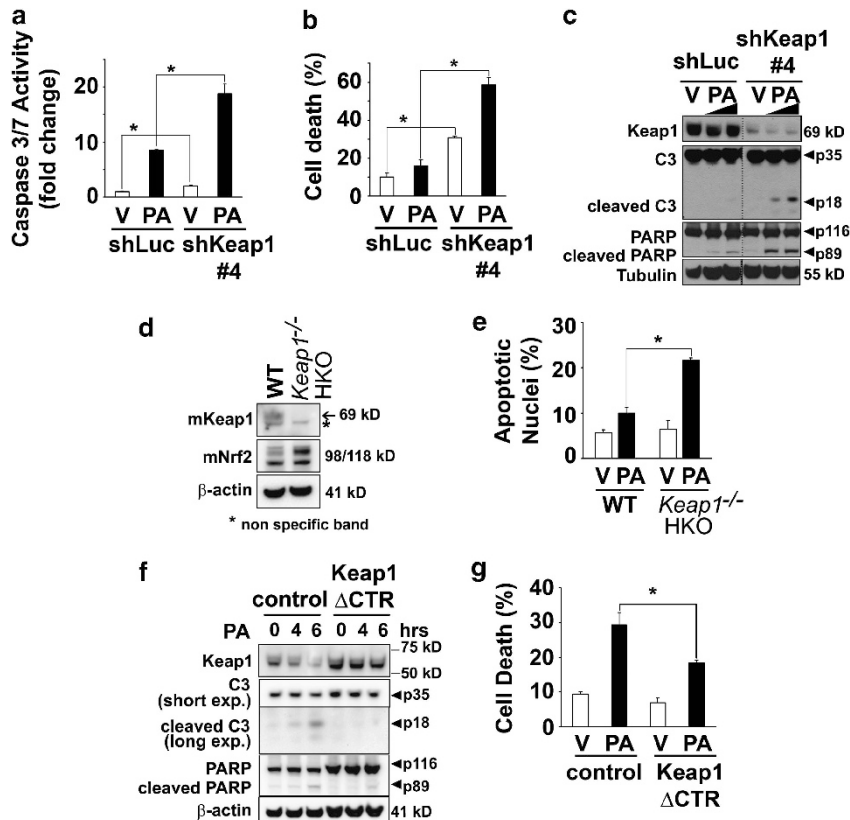 a
Caspase 3/7 Activity
(fold change)
20
10
0
*
*
V PA V PA
shLuc shKeap1
#4
b
Cell death (%)
60
40
20
0
*
*
V PA V PA
shLuc shKeap1
#4
c
shKeap1
shLuc #4
V PA V PA
Keap1 69 kD
C3 p35
cleaved C3 p18
PARP p116
cleaved PARP p89
Tubulin 55 kD
d
WT Keap1-/- HKO
mKeap1 69 kD
*
mNrf2 98/118 kD
β-actin 41 kD
* non specific band
e
Apoptotic
Nuclei (%)
30
20
10
0
*
V PA V PA
WT Keap1-/-
HKO
f
Keap1
control ΔCTR
PA 0 4 6 0 4 6 hrs
Keap1 75 kD
50 kD
C3
(short exp.) p35
cleaved C3 p18
(long exp.)
PARP p116
cleaved PARP p89
β-actin 41 kD
g
Cell Death (%)
40
30
20
10
0
*
V PA V PA
control Keap1
ΔCTR